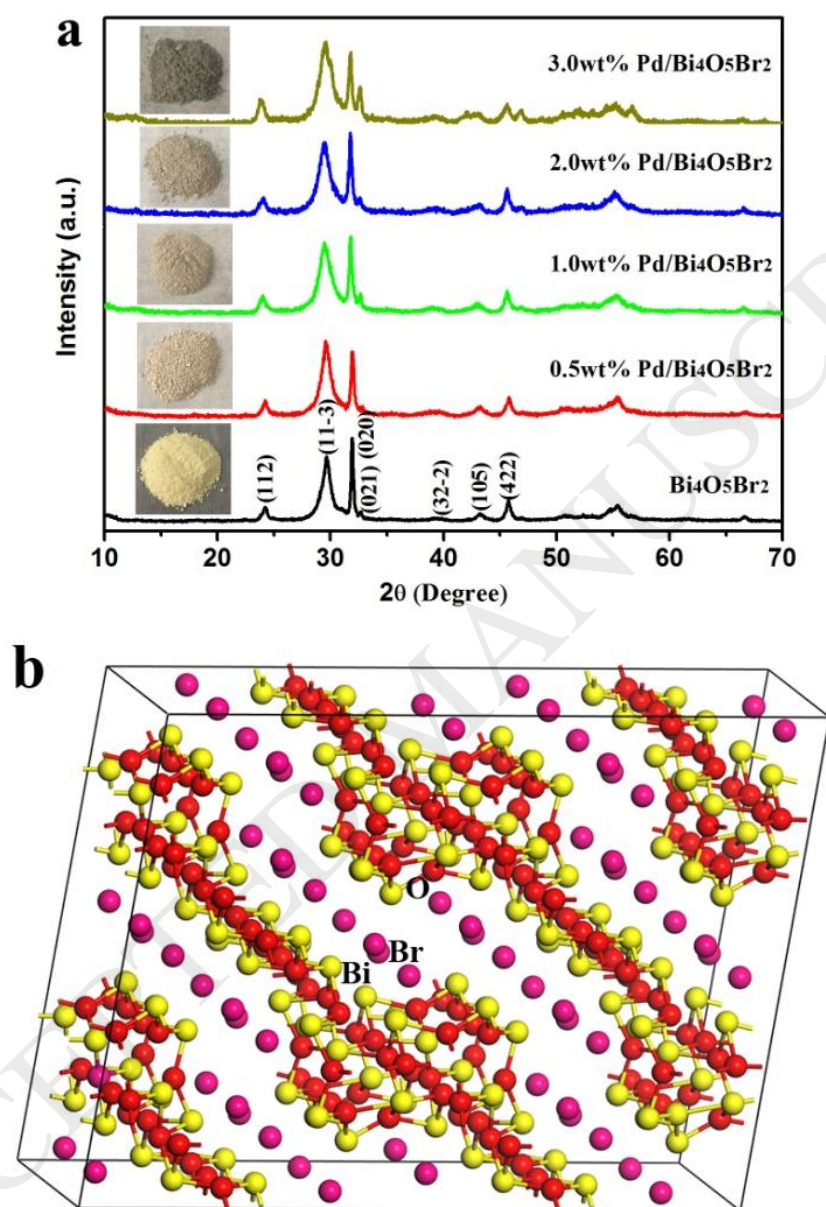 a
3.0wt% Pd/Bi4O5Br2
2.0wt% Pd/Bi4O5Br2
1.0wt% Pd/Bi4O5Br2
0.5wt% Pd/Bi4O5Br2
Bi4O5Br2
(112)
(11-3)
(021)
(020)
(32-2)
(105)
(422)
Intensity (a.u.)
10 20 30 40 50 60 70
2θ (Degree)
b
O
Br
Bi
CEPTED MANUSCR